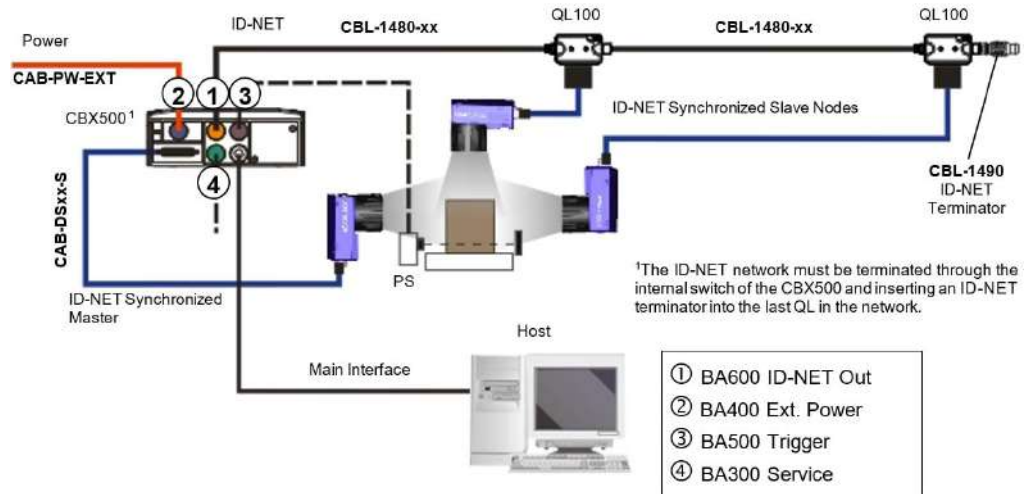 ID-NET
CBL-1480-xx
QL100
CBL-1480-xx
QL100
Power
CAB-PW-EXT
2
1
3
CBX500¹
4
ID-NET Synchronized Slave Nodes
CBL-1490
ID-NET
Terminator
CAB-DSxx-S
PS
ID-NET Synchronized
Master
¹The ID-NET network must be terminated through the
internal switch of the CBX500 and inserting an ID-NET
terminator into the last QL in the network.
Host
Main Interface
① BA600 ID-NET Out
② BA400 Ext. Power
③ BA500 Trigger
④ BA300 Service